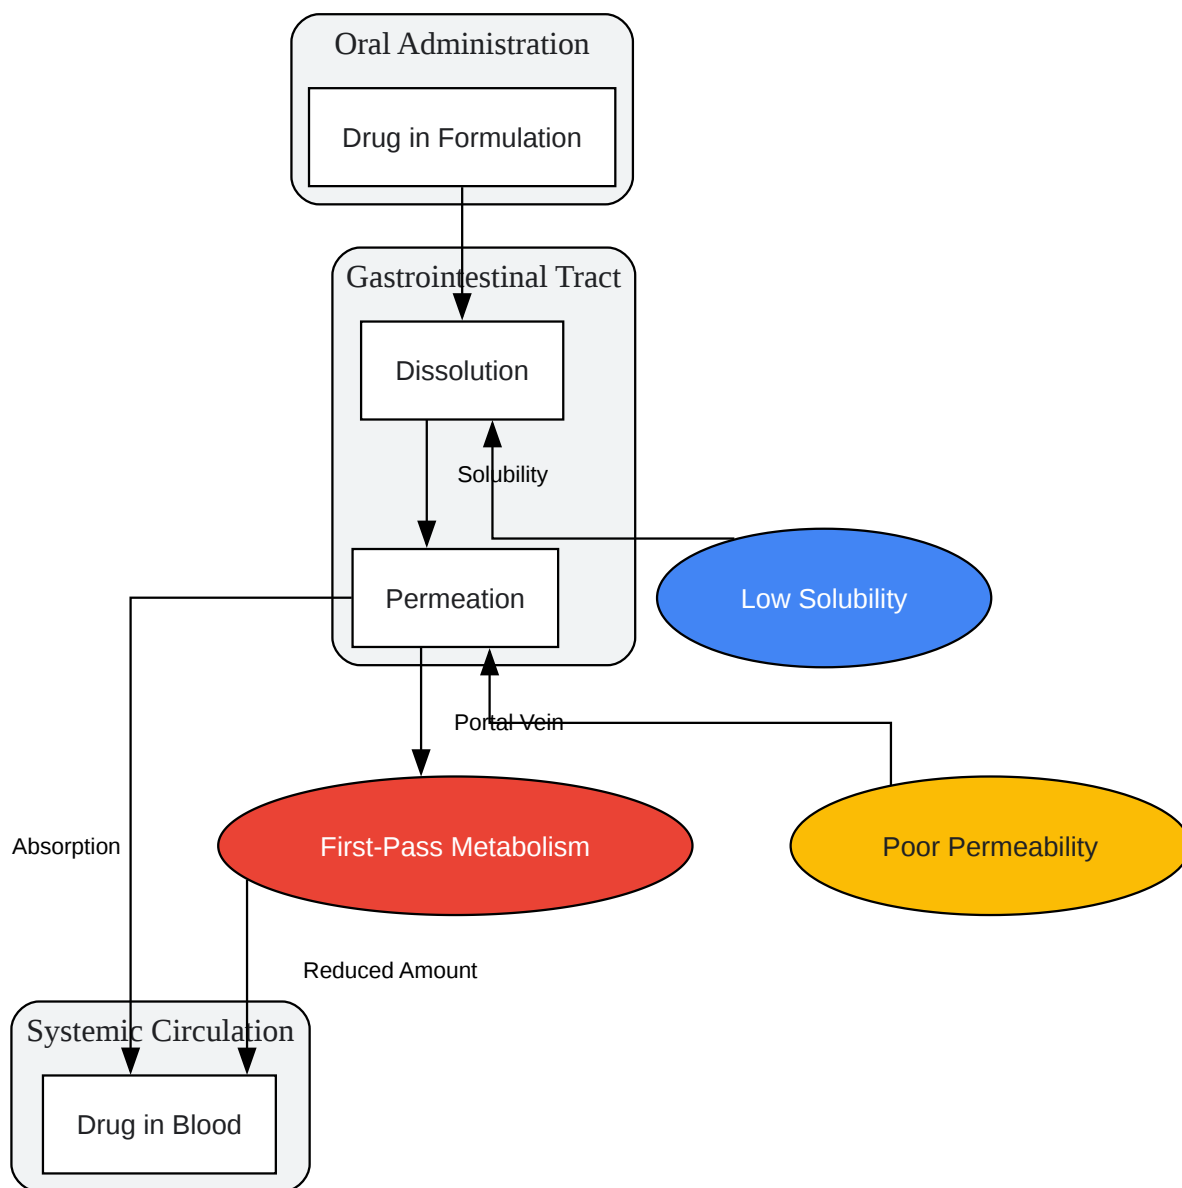 Oral Administration
Drug in Formulation
Gastrointestinal Tract
Dissolution
Solubility
Permeation
Low Solubility
Portal Vein
Absorption
First-Pass Metabolism
Poor Permeability
Reduced Amount
Systemic Circulation
Drug in Blood